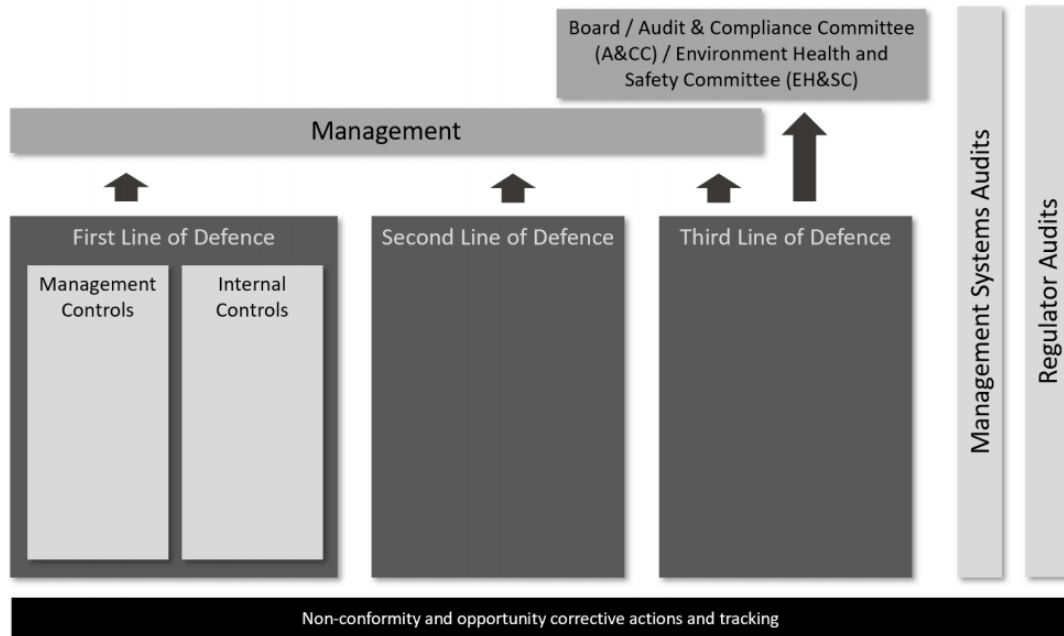 Board / Audit & Compliance Committee
(A&CC) / Environment Health and
Safety Committee (EH&SC)
Management
First Line of Defence
Management
Controls
Internal
Controls
Second Line of Defence
Third Line of Defence
Management Systems Audits
Regulator Audits
Non-conformity and opportunity corrective actions and tracking